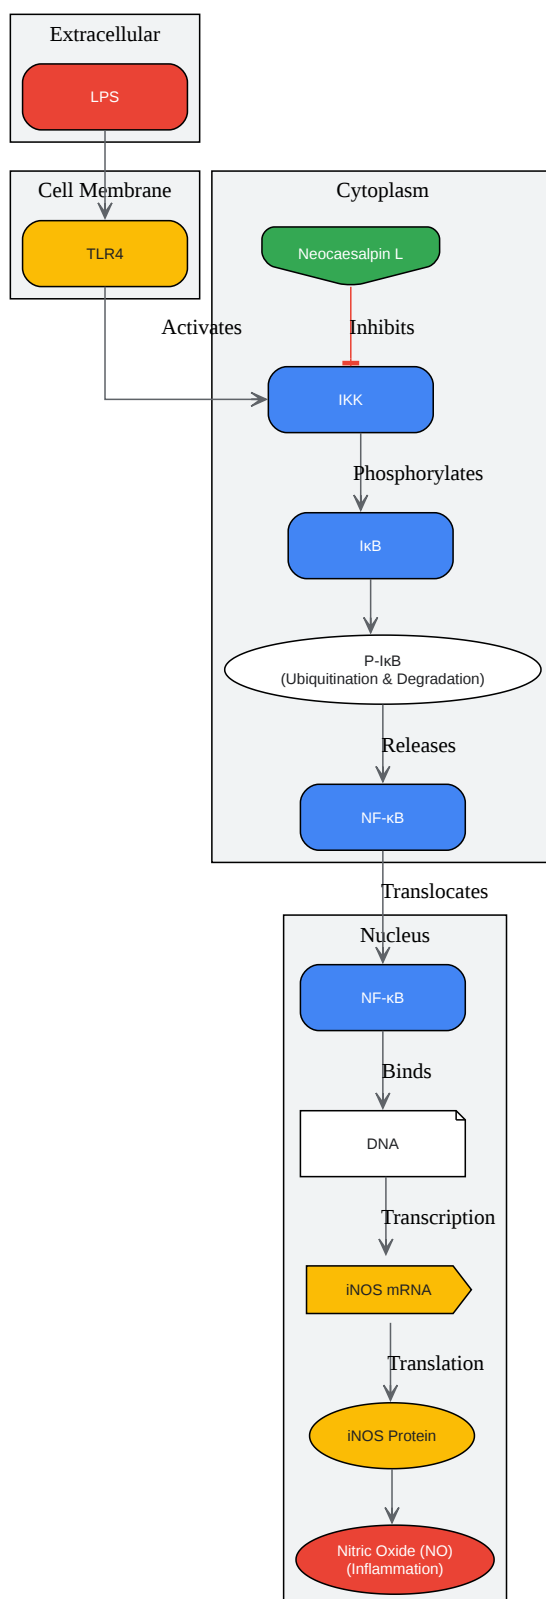 Extracellular
LPS
Cell Membrane
TLR4
Cytoplasm
Neocaesalpin L
Activates
Inhibits
IKK
Phosphorylates
IκB
P-IκB
(Ubiquitination & Degradation)
Releases
NF-κB
Translocates
Nucleus
NF-κB
Binds
DNA
Transcription
iNOS mRNA
Translation
iNOS Protein
Nitric Oxide (NO)
(Inflammation)